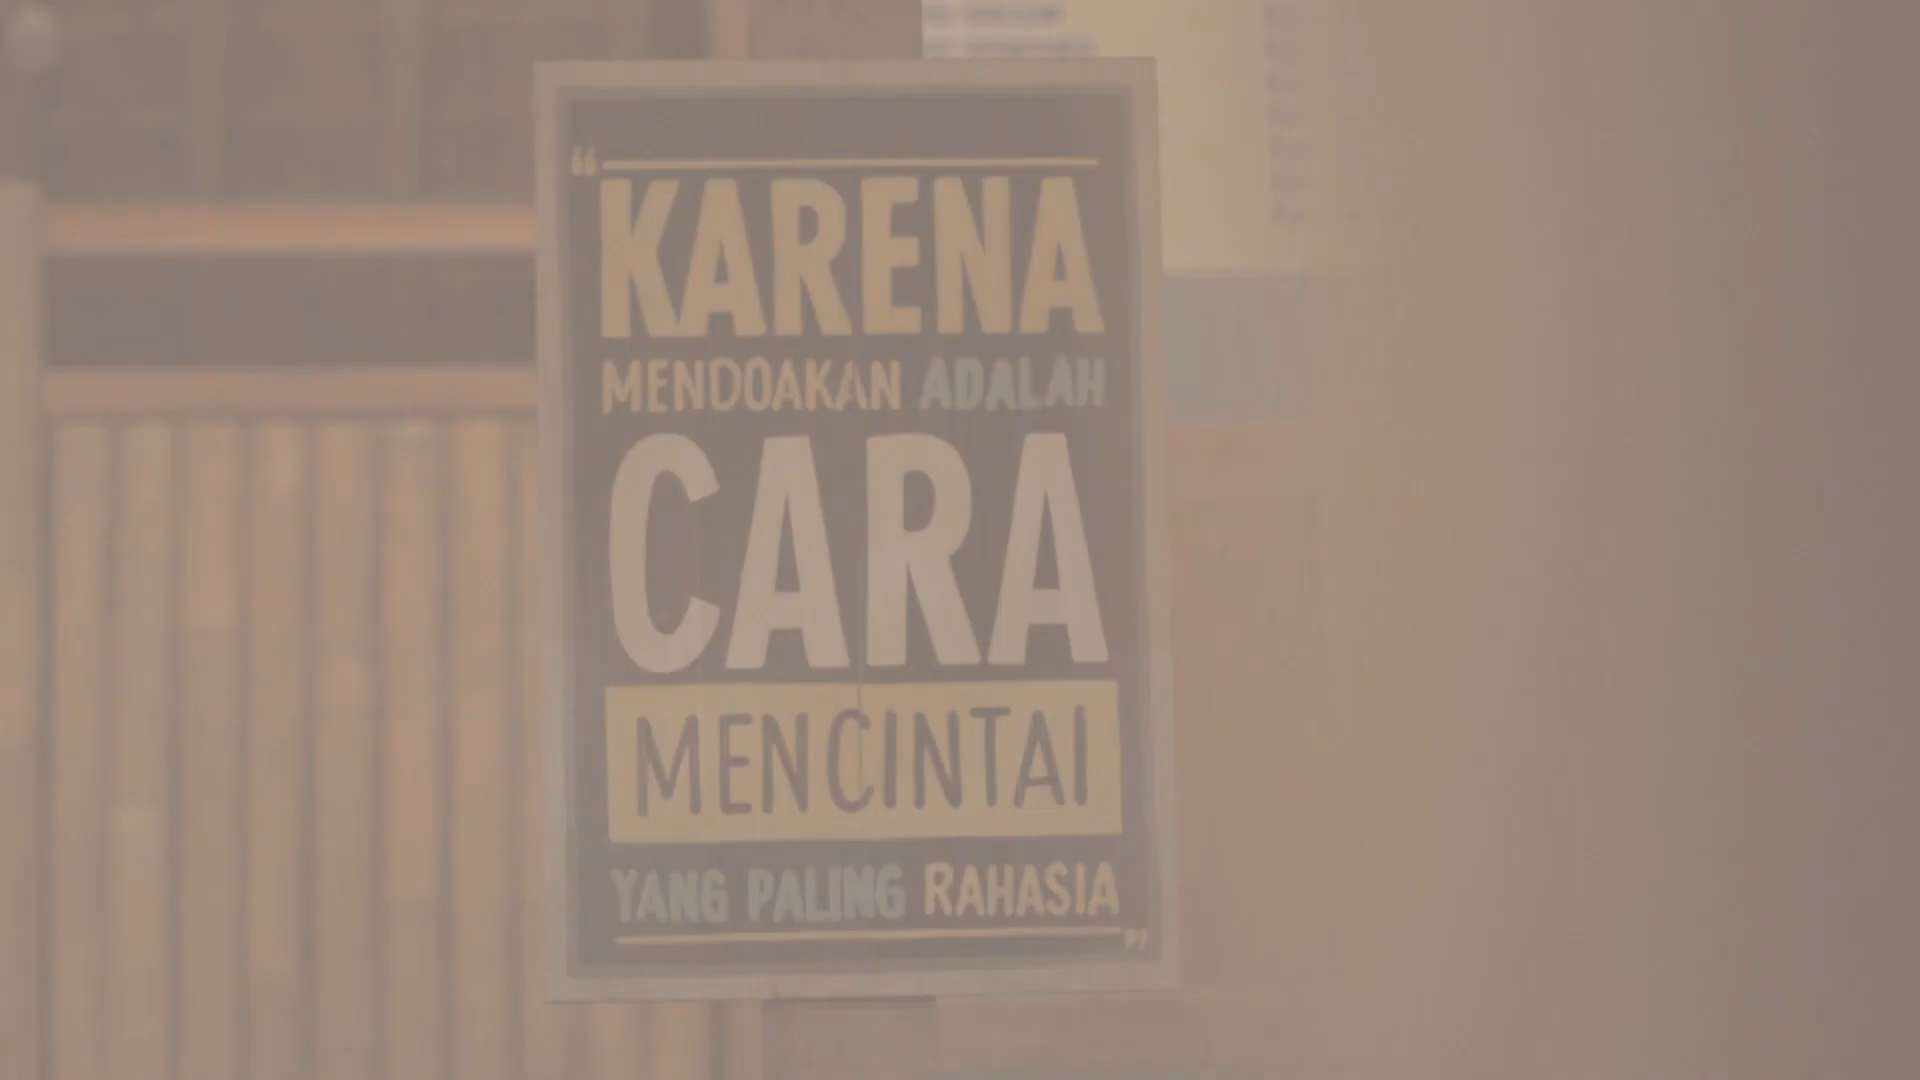 “KARENA
MENDOAKAN ADALAH
CARA
MENCINTAI
YANG PALING RAHASIA”